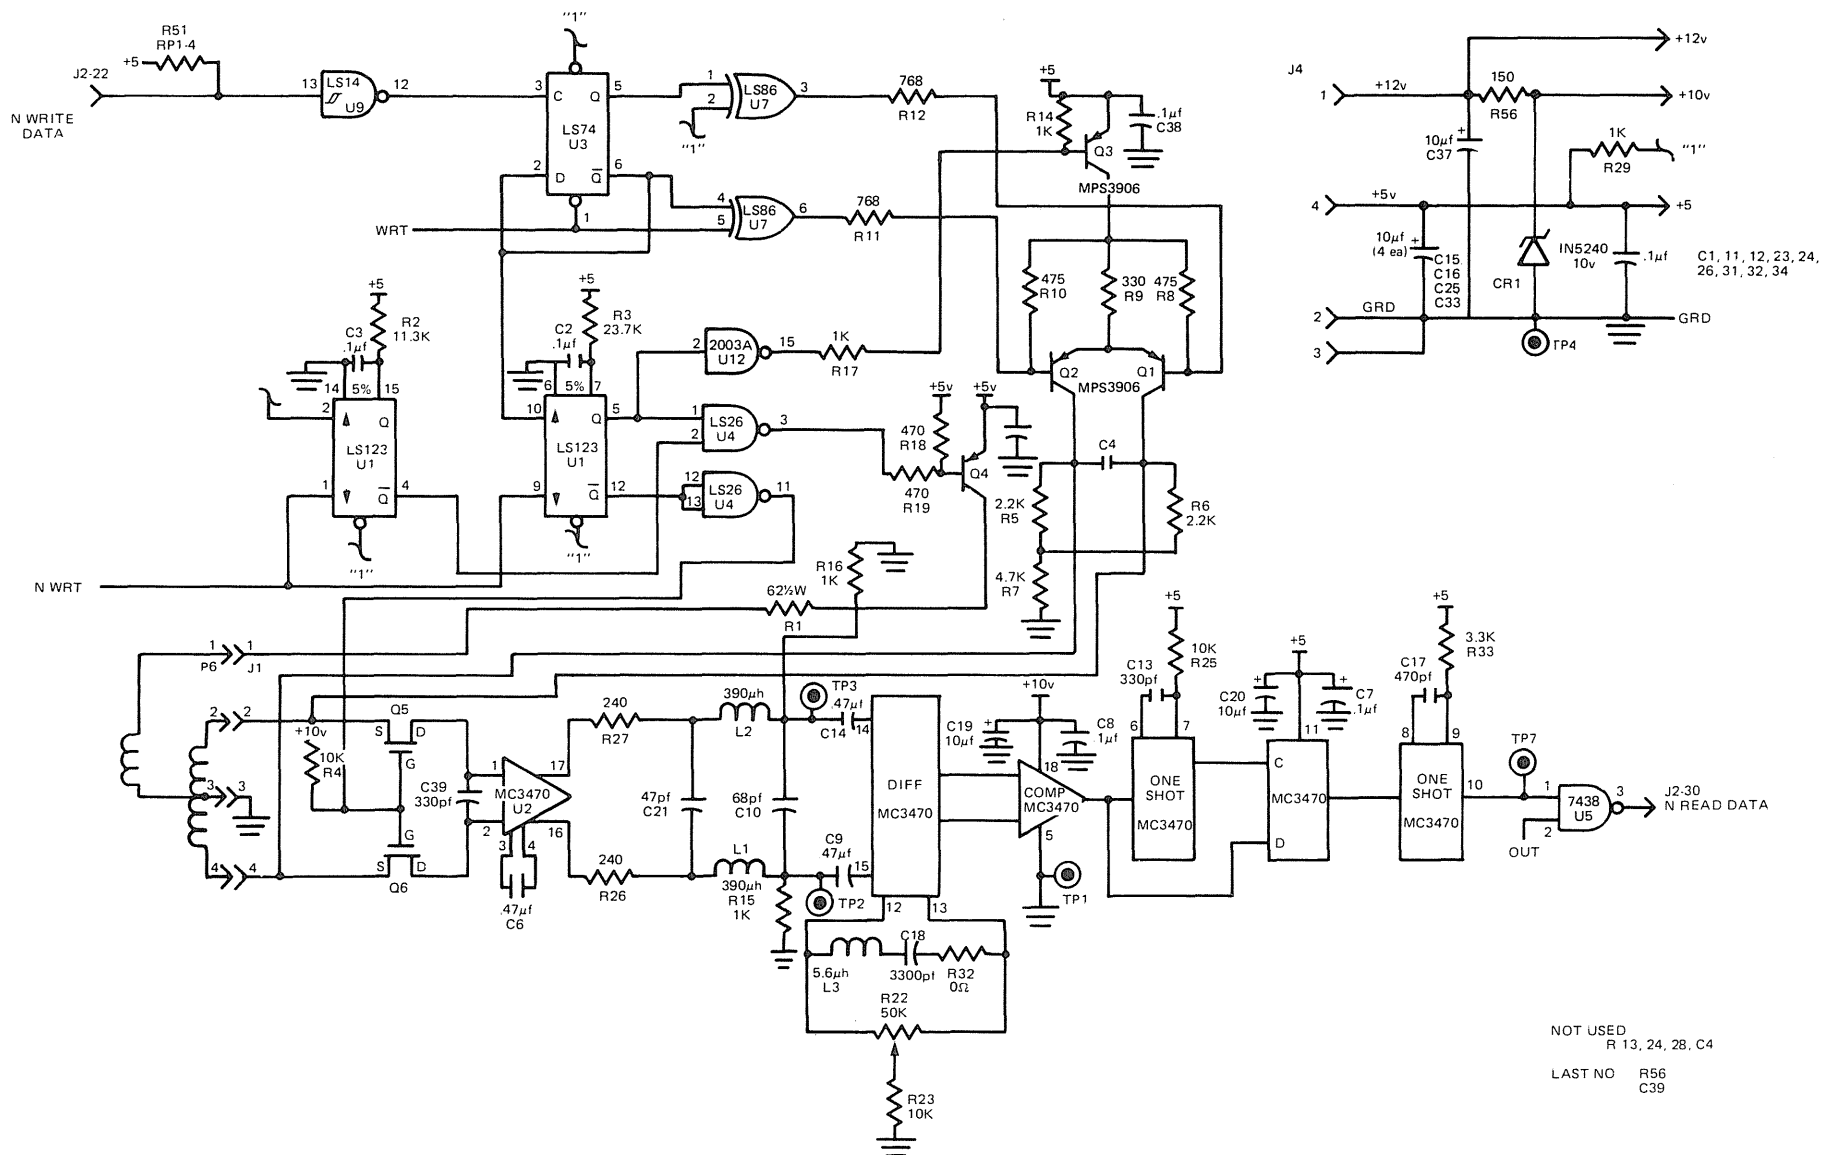 R51
RP1-4
+5
J2-22
N WRITE
DATA
13
LS14
U9
12
"1"
3
C
Q
5
LS74
U3
2
D
Q
6
1
WRT
1
2
LS86
U7
3
"1"
768
R12
4
5
LS86
U7
6
768
R11
+5
R14
1K
.1µf
C38
Q3
MPS3906
475
R10
330
R9
475
R8
Q2
Q1
MPS3906
J4
1
+12v
+12v
150
R56
+10v
10µf
C37
+
1K
R29
"1"
4
+5v
+5
10µf
(4 ea)
+
C15
C16
C25
C33
IN5240
10v
CR1
.1µf
C1, 11, 12, 23, 24,
26, 31, 32, 34
2
GRD
GRD
3
TP4
+5
R2
11.3K
C3
.1µf
14
5%
15
2
Q
LS123
U1
1
Q
4
"1"
+5
R3
23.7K
C2
.1µf
6
5%
7
10
Q
5
LS123
U1
9
Q
12
"1"
2
2003A
U12
15
1K
R17
1
2
LS26
U4
3
12
13
LS26
U4
11
+5v
+5v
470
R18
470
R19
Q4
C4
2.2K
R5
R6
2.2K
4.7K
R7
N WRT
R16
1K
62½W
R1
1
P6
1
J1
2
2
3
3
4
4
+10v
10K
R4
Q5
S
D
G
G
S
D
Q6
C39
330pf
1
2
MC3470
U2
17
16
3
4
.47µf
C6
240
R27
240
R26
47pf
C21
390µh
L2
68pf
C10
L1
390µh
R15
1K
TP3
.47µf
C14
14
C9
47µf
15
TP2
DIFF
MC3470
12
13
5.6µh
L3
C18
3300pf
R32
0Ω
R22
50K
R23
10K
+10v
C19
10µf
+
C8
.1µf
18
COMP
MC3470
5
TP1
+5
10K
R25
C13
330pf
6
7
ONE
SHOT
MC3470
+5
C20
10µf
+
+
C7
.1µf
11
C
MC3470
D
+5
3.3K
R33
C17
470pf
8
9
ONE
SHOT
MC3470
10
TP7
1
7438
U5
2
3
OUT
J2-30
N READ DATA
NOT USED
R 13, 24, 28, C4
LAST NO R56
C39